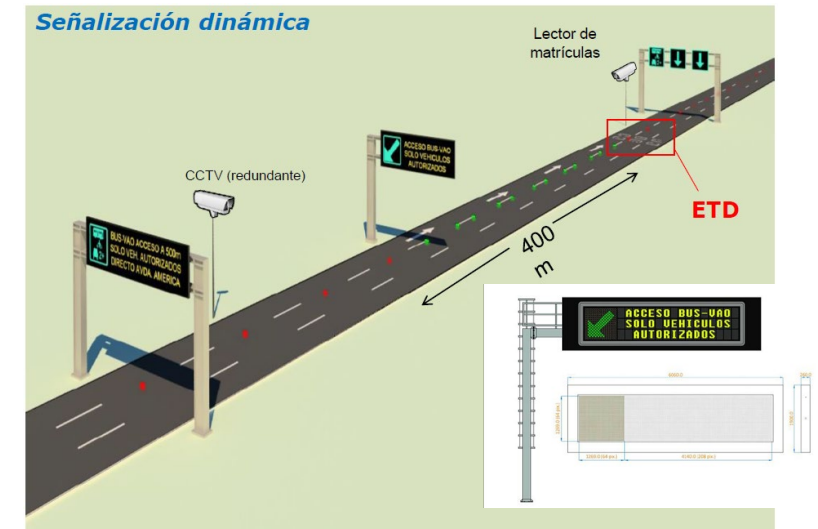 Señalización dinámica
Lector de
matrículas
ACCESO BUS-VAO
SOLO VEHICULOS
AUTORIZADOS
CCTV (redundante)
BUS-VAO ACCESO A 500m
SOLO VEH. AUTORIZADOS
DIRECTO AVDA. AMERICA
ETD
400
m
ACCESO BUS-VAO
SOLO VEHICULOS
AUTORIZADOS